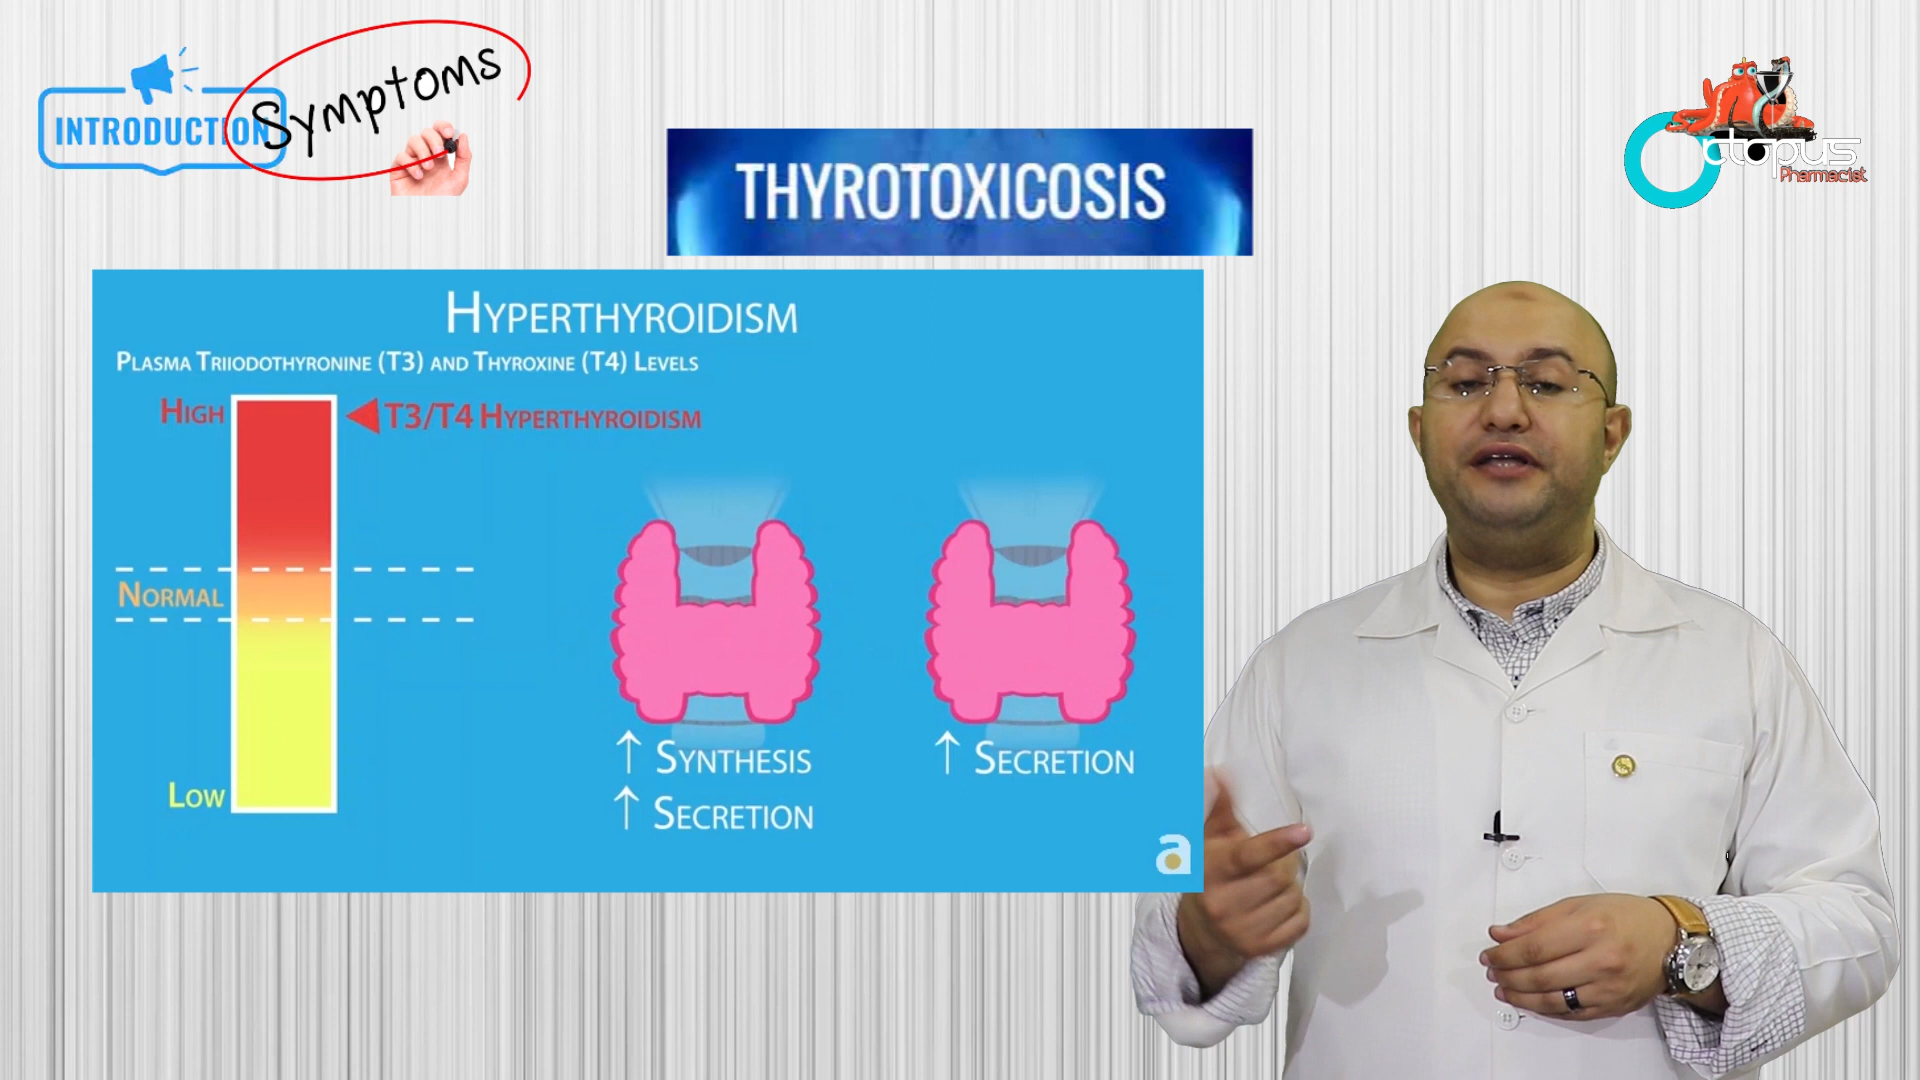 INTRODUCTION
Symptoms
Octopus
Pharmacist
THYROTOXICOSIS
HYPERTHYROIDISM
PLASMA TRIIODOTHYRONINE (T3) AND THYROXINE (T4) LEVELS
HIGH
T3/T4 HYPERTHYROIDISM
NORMAL
LOW
↑ SYNTHESIS
↑ SECRETION
↑ SECRETION
a